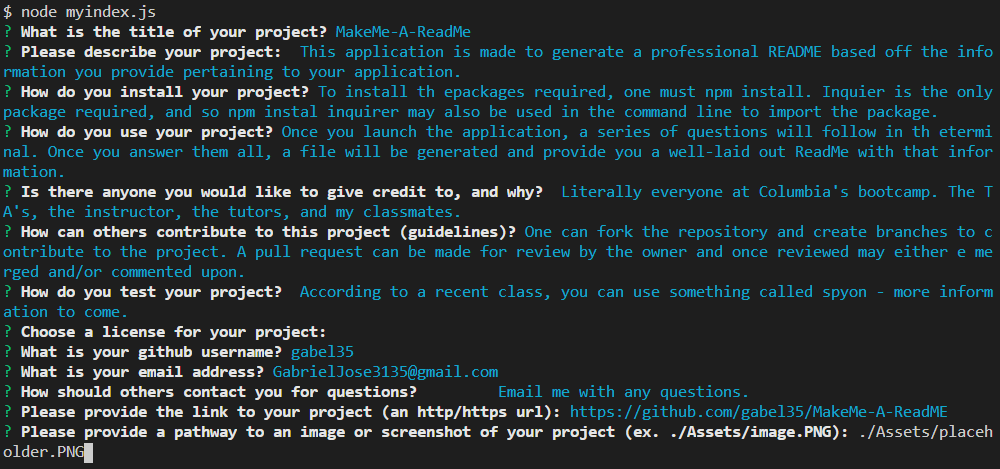 $ node myindex.js
? What is the title of your project? MakeMe-A-ReadMe
? Please describe your project:  This application is made to generate a professional README based off the info
rmation you provide pertaining to your application.
? How do you install your project? To install th epackages required, one must npm install. Inquier is the only
package required, and so npm instal inquirer may also be used in the command line to import the package.
? How do you use your project? Once you launch the application, a series of questions will follow in th etermi
nal. Once you answer them all, a file will be generated and provide you a well-laid out ReadMe with that infor
mation.
? Is there anyone you would like to give credit to, and why?  Literally everyone at Columbia's bootcamp. The T
A's, the instructor, the tutors, and my classmates.
? How can others contribute to this project (guidelines)? One can fork the repository and create branches to c
ontribute to the project. A pull request can be made for review by the owner and once reviewed may either e me
rged and/or commented upon.
? How do you test your project?  According to a recent class, you can use something called spyon - more inform
ation to come.
? Choose a license for your project:
? What is your github username? gabel35
? What is your email address? GabrielJose3135@gmail.com
? How should others contact you for questions?         Email me with any questions.
? Please provide the link to your project (an http/https url): https://github.com/gabel35/MakeMe-A-ReadME
? Please provide a pathway to an image or screenshot of your project (ex. ./Assets/image.PNG): ./Assets/placeh
older.PNG